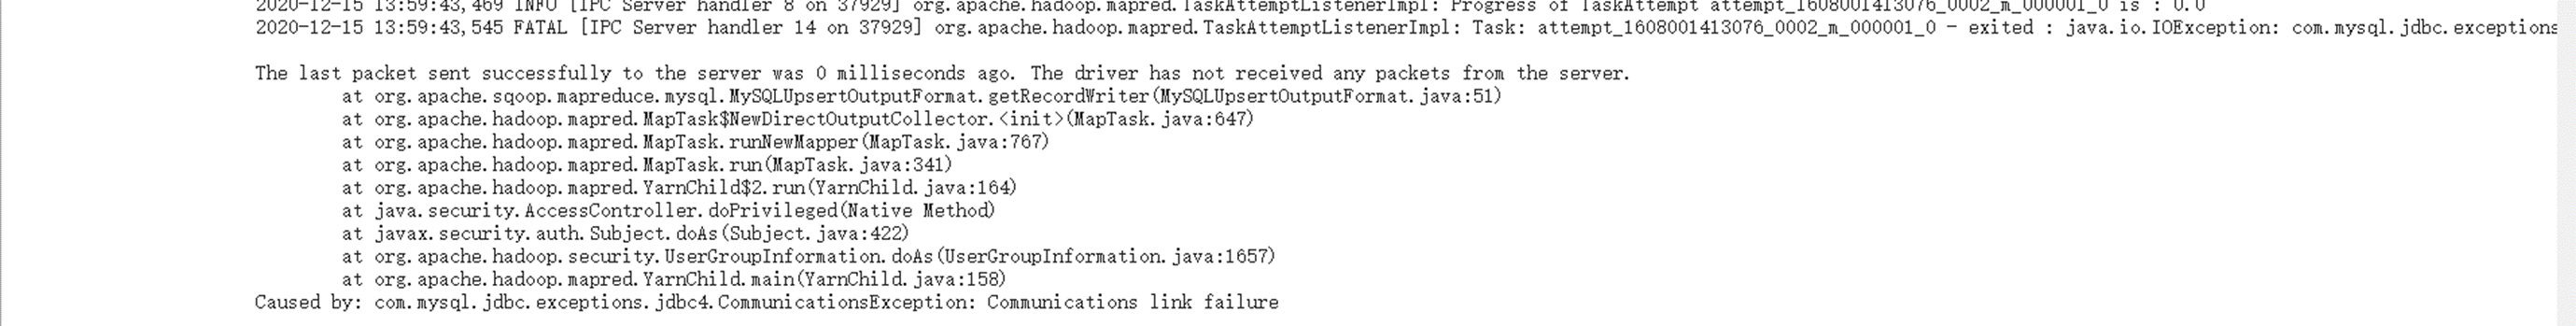 2020-12-15 13:59:43,469 INFO [IPC Server handler 8 on 37929] org.apache.hadoop.mapred.TaskAttemptListenerImpl: Progress of TaskAttempt attempt_1608001413076_0002_m_000001_0 is : 0.0
2020-12-15 13:59:43,545 FATAL [IPC Server handler 14 on 37929] org.apache.hadoop.mapred.TaskAttemptListenerImpl: Task: attempt_1608001413076_0002_m_000001_0 - exited : java.io.IOException: com.mysql.jdbc.exceptions
The last packet sent successfully to the server was 0 milliseconds ago. The driver has not received any packets from the server.
at org.apache.sqoop.mapreduce.mysql.MySQLUpsertOutputFormat.getRecordWriter(MySQLUpsertOutputFormat.java:51)
at org.apache.hadoop.mapred.MapTask$NewDirectOutputCollector.<init>(MapTask.java:647)
at org.apache.hadoop.mapred.MapTask.runNewMapper(MapTask.java:767)
at org.apache.hadoop.mapred.MapTask.run(MapTask.java:341)
at org.apache.hadoop.mapred.YarnChild$2.run(YarnChild.java:164)
at java.security.AccessController.doPrivileged(Native Method)
at javax.security.auth.Subject.doAs(Subject.java:422)
at org.apache.hadoop.security.UserGroupInformation.doAs(UserGroupInformation.java:1657)
at org.apache.hadoop.mapred.YarnChild.main(YarnChild.java:158)
Caused by: com.mysql.jdbc.exceptions.jdbc4.CommunicationsException: Communications link failure